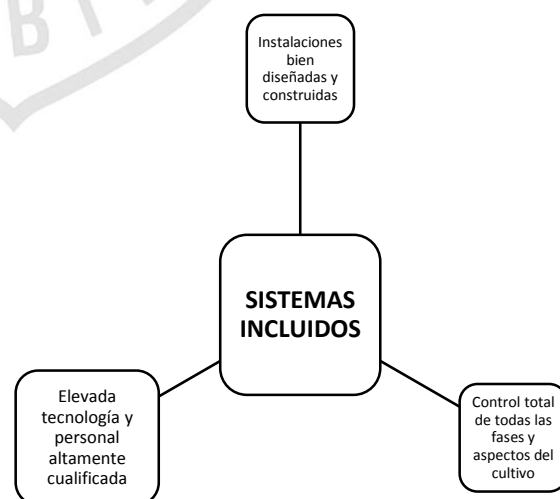 Instalaciones
bien
diseñadas y
construidas
SISTEMAS
INCLUIDOS
Elevada
tecnología y
personal
altamente
cualificada
Control total
de todas las
fases y
aspectos del
cultivo